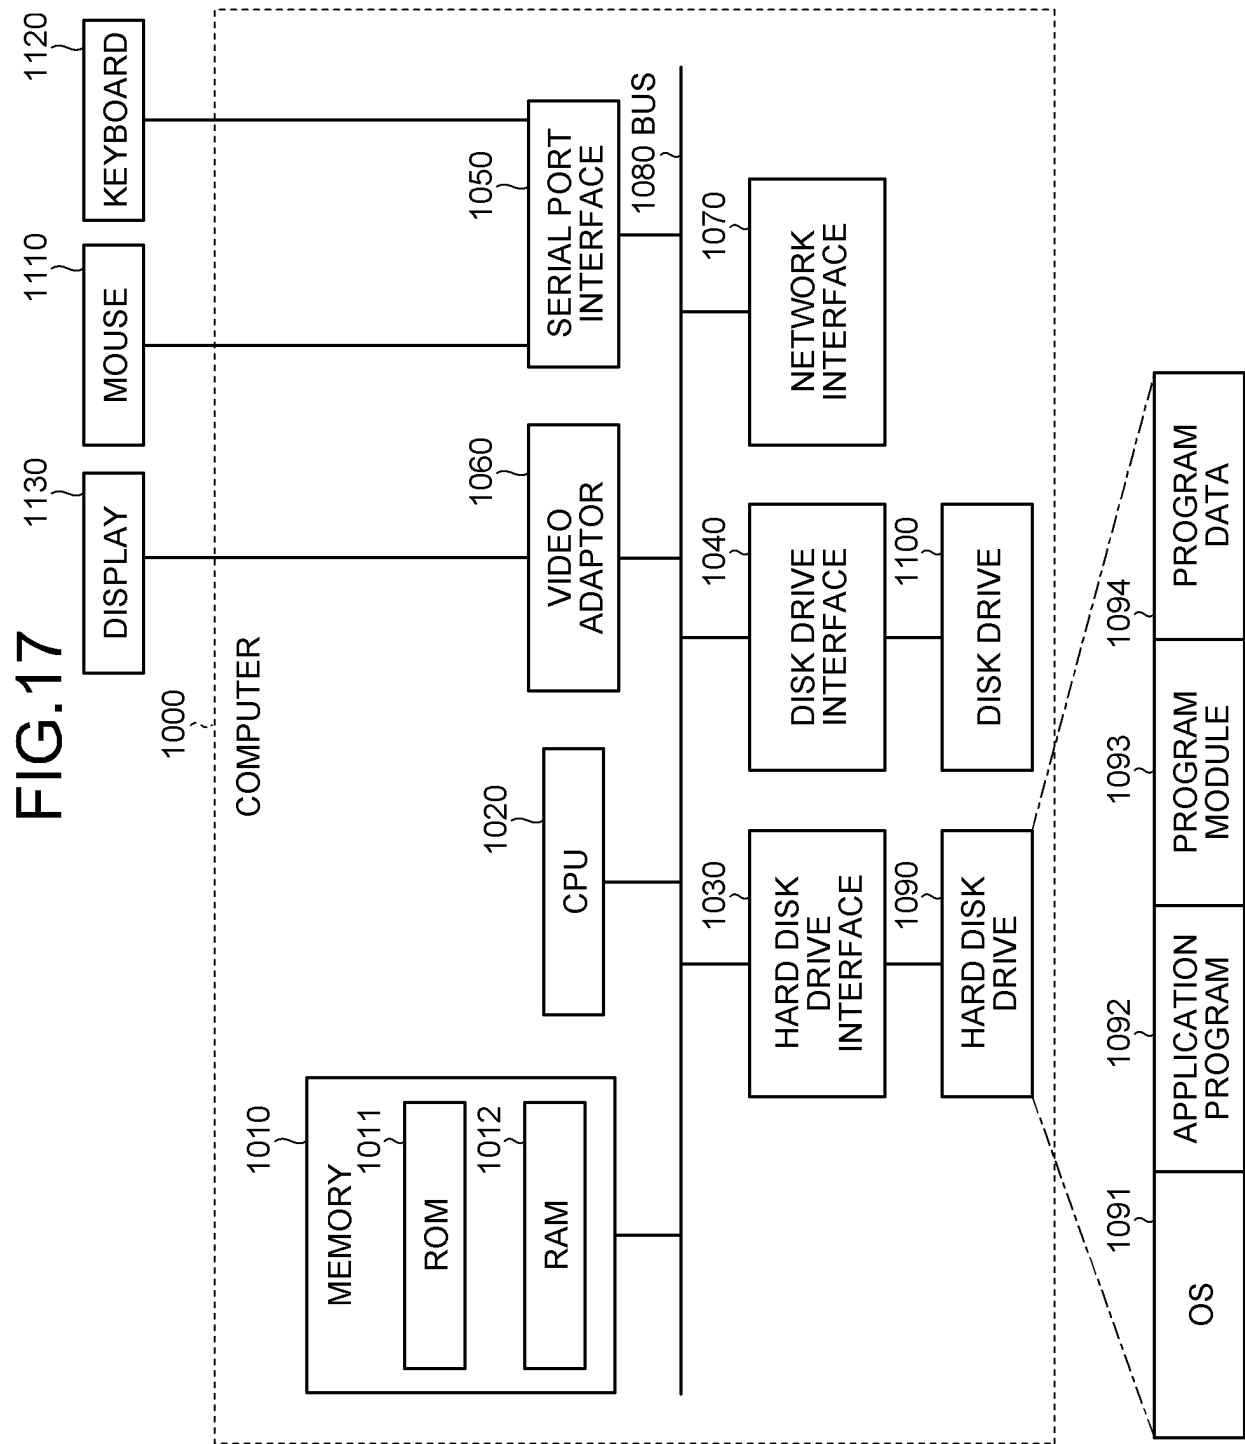 FIG.17
1000
COMPUTER
1130
DISPLAY
1110
MOUSE
1120
KEYBOARD
1010
MEMORY
1011
ROM
1012
RAM
1020
CPU
1060
VIDEO
ADAPTOR
1050
SERIAL PORT
INTERFACE
1080 BUS
1030
HARD DISK
DRIVE
INTERFACE
1040
DISK DRIVE
INTERFACE
1070
NETWORK
INTERFACE
1090
HARD DISK
DRIVE
1100
DISK DRIVE
1091
OS
1092
APPLICATION
PROGRAM
1093
PROGRAM
MODULE
1094
PROGRAM
DATA